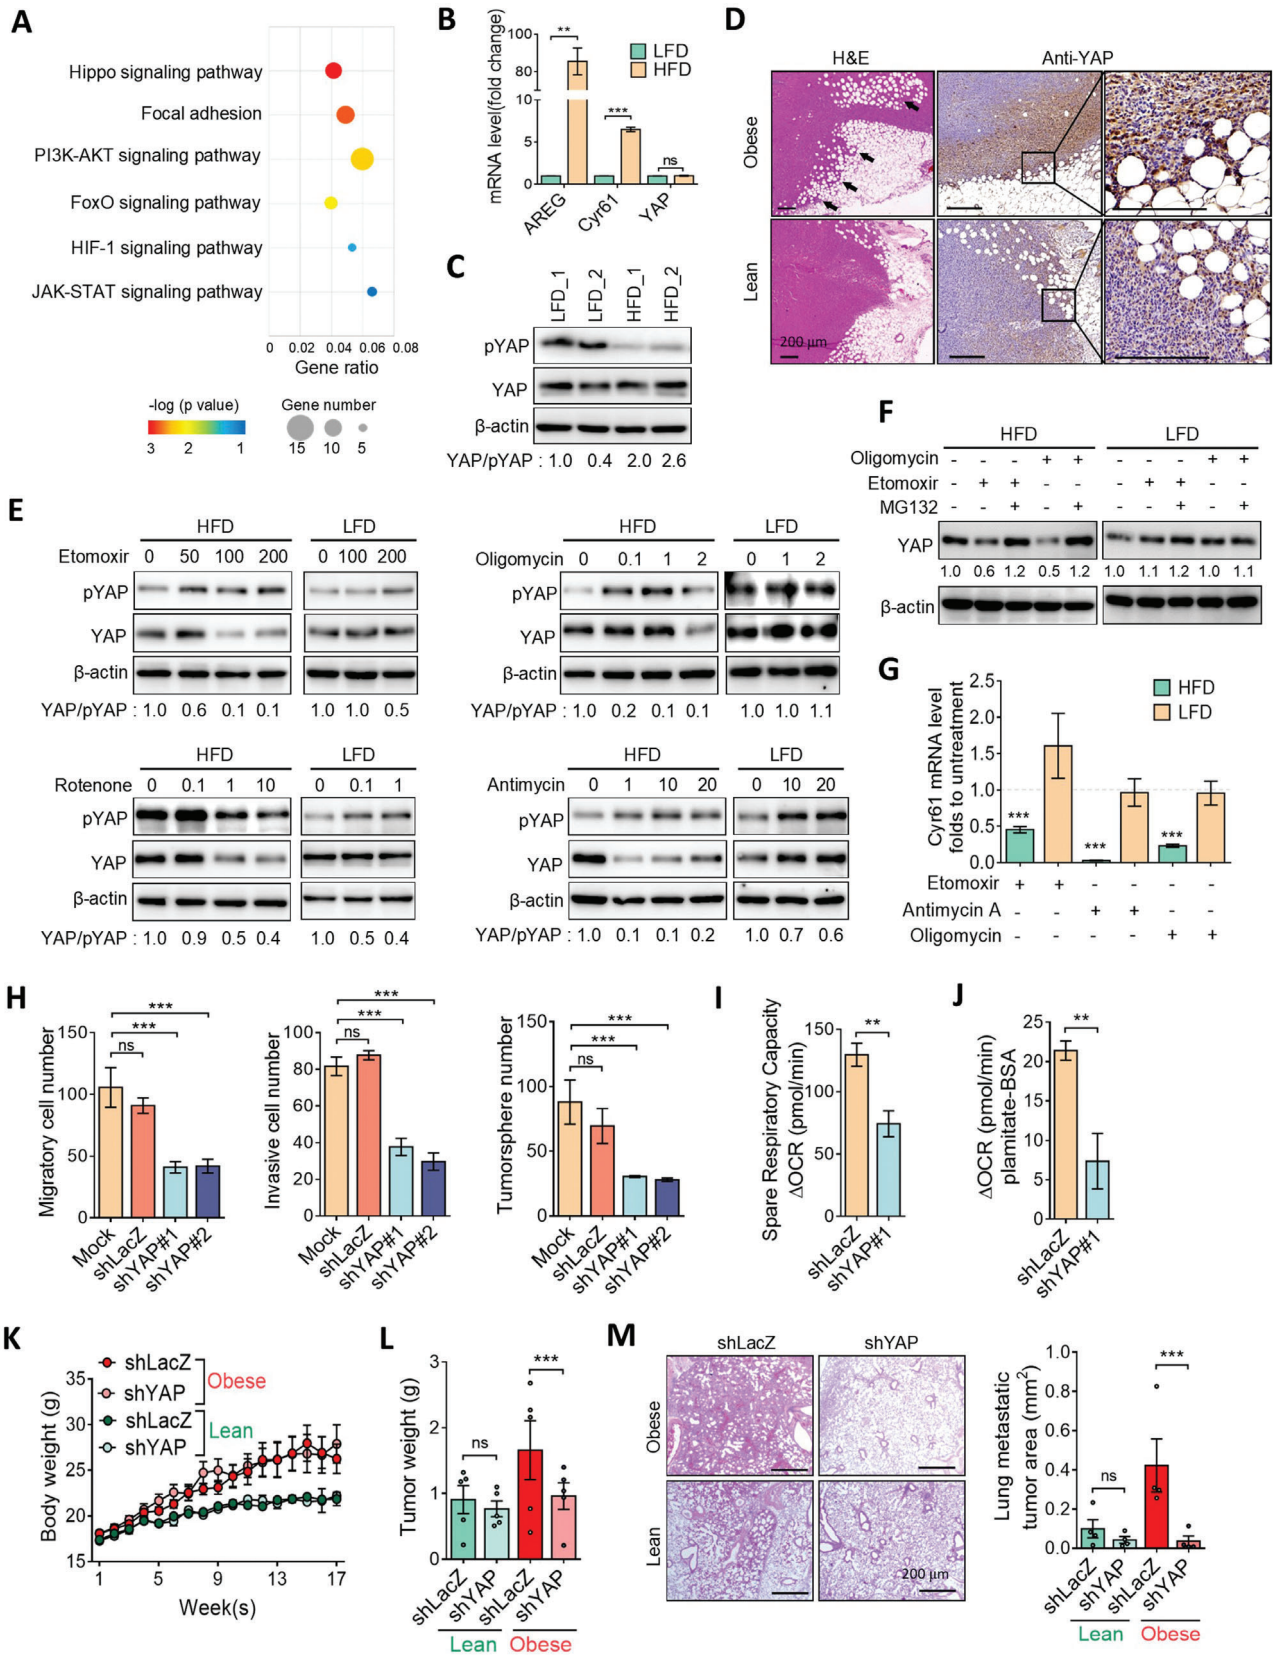 A
Hippo signaling pathway
Focal adhesion
PI3K-AKT signaling pathway
FoxO signaling pathway
HIF-1 signaling pathway
JAK-STAT signaling pathway
0 0.02 0.04 0.06 0.08
Gene ratio
-log (p value)
3 2 1
Gene number
15 10 5
B
mRNA level(fold change)
100
80
10
5
0
** *** ns
LFD
HFD
AREG Cyr61 YAP
C
LFD_1 LFD_2 HFD_1 HFD_2
pYAP
YAP
β-actin
YAP/pYAP : 1.0 0.4 2.0 2.6
D
H&E Anti-YAP
Obese
Lean
200 µm
E
HFD LFD
Etomoxir 0 50 100 200 0 100 200
pYAP
YAP
β-actin
YAP/pYAP : 1.0 0.6 0.1 0.1 1.0 1.0 0.5
HFD LFD
Oligomycin 0 0.1 1 2 0 1 2
pYAP
YAP
β-actin
YAP/pYAP : 1.0 0.2 0.1 0.1 1.0 1.0 1.1
HFD LFD
Rotenone 0 0.1 1 10 0 0.1 1
pYAP
YAP
β-actin
YAP/pYAP : 1.0 0.9 0.5 0.4 1.0 0.5 0.4
HFD LFD
Antimycin 0 1 10 20 0 10 20
pYAP
YAP
β-actin
YAP/pYAP : 1.0 0.1 0.1 0.2 1.0 0.7 0.6
F
HFD LFD
Oligomycin - - - + + - - - + +
Etomoxir - + + - - - + + - -
MG132 - - + - + - - + - +
YAP
1.0 0.6 1.2 0.5 1.2 1.0 1.1 1.2 1.0 1.1
β-actin
G
Cyr61 mRNA level
folds to untreatment
2.5
2.0
1.5
1.0
0.5
0.0
*** *** ***
HFD
LFD
Etomoxir + + - - - -
Antimycin A - - + + - -
Oligomycin - - - - + +
H
Migratory cell number
150
100
50
0
***
***
ns
Mock shLacZ shYAP#1 shYAP#2
Invasive cell number
100
80
60
40
20
0
***
***
ns
Mock shLacZ shYAP#1 shYAP#2
Tumorsphere number
150
100
50
0
***
***
ns
Mock shLacZ shYAP#1 shYAP#2
I
Spare Respiratory Capacity
ΔOCR (pmol/min)
150
100
50
0
**
shLacZ shYAP#1
J
ΔOCR (pmol/min)
plamitate-BSA
25
20
15
10
5
0
**
shLacZ shYAP#1
K
shLacZ
shYAP
Obese
shLacZ
shYAP
Lean
Body weight (g)
35
30
25
20
15
1 5 9 13 17
Week(s)
L
Tumor weight (g)
3
2
1
0
ns ***
shLacZ shYAP shLacZ shYAP
Lean Obese
M
shLacZ shYAP
Obese
Lean
200 µm
Lung metastatic
tumor area (mm2)
1.0
0.8
0.6
0.4
0.2
0.0
ns ***
shLacZ shYAP shLacZ shYAP
Lean Obese